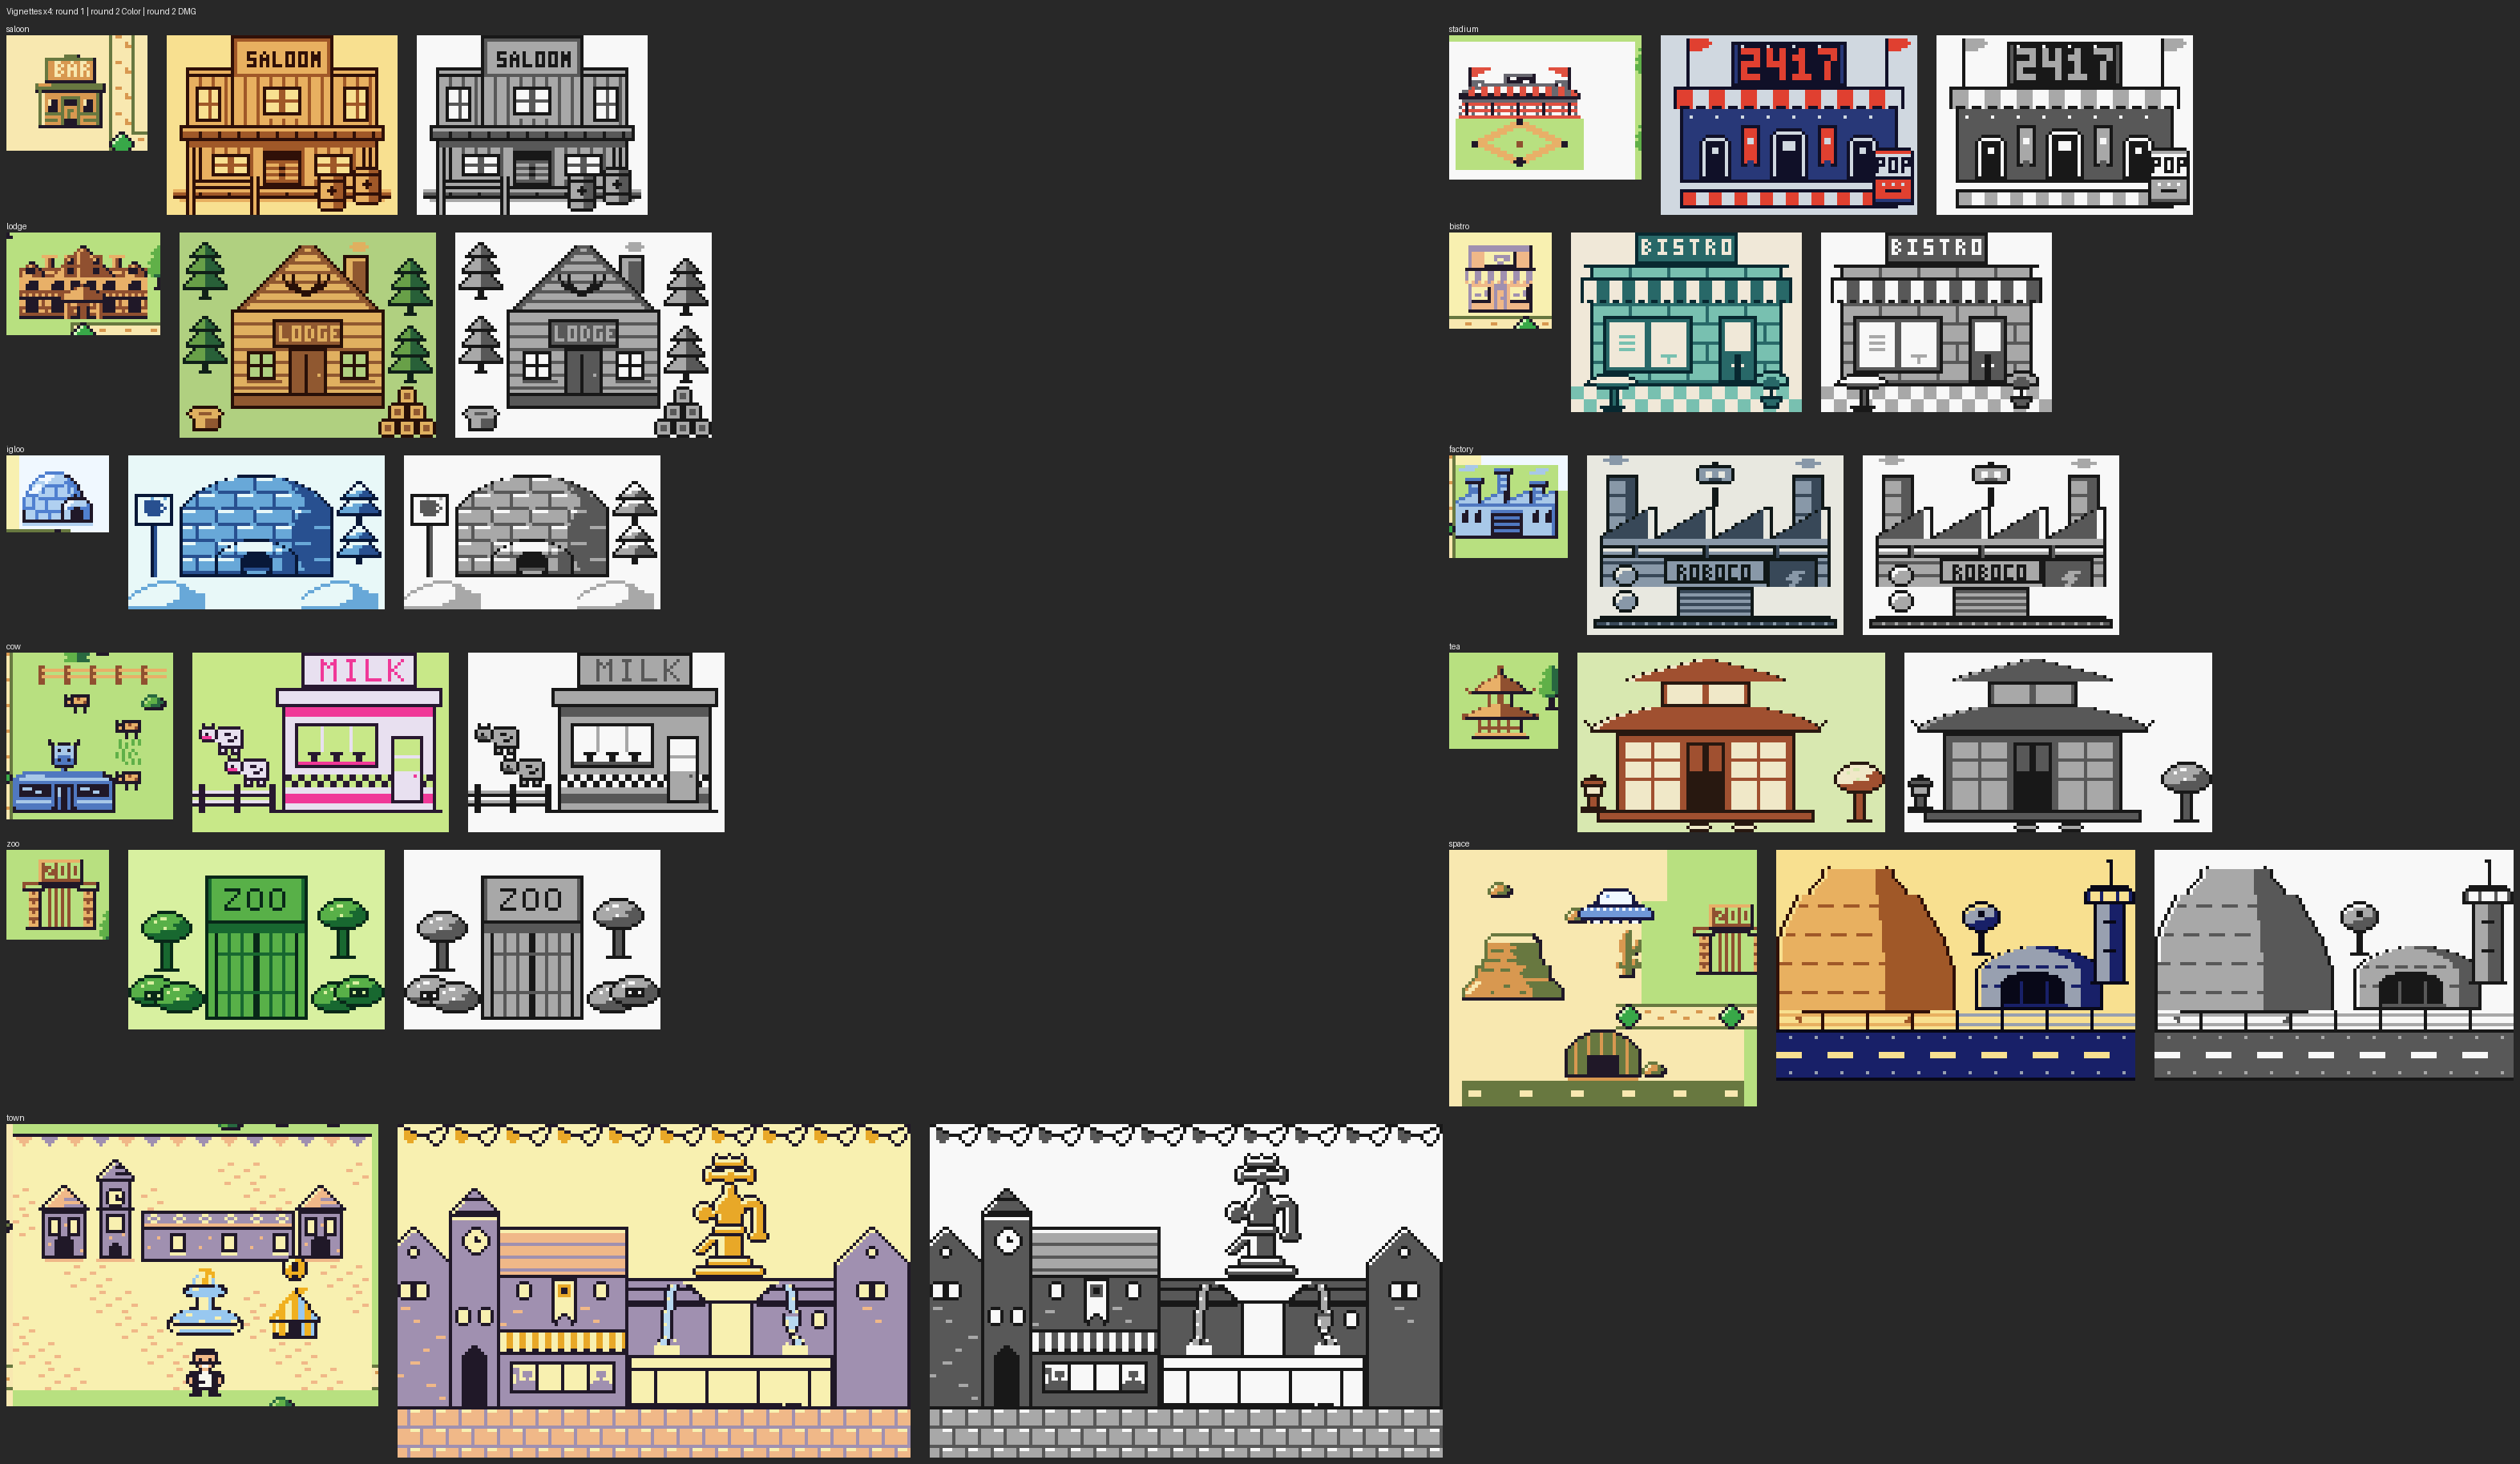 Vignettes x4: round 1 | round 2 Color | round 2 DMG
saloon
BAR
SALOON
SALOON
stadium
2417
POP
2417
POP
lodge
LODGE
LODGE
bistro
BISTRO
BISTRO
igloo
factory
ROBOCO
ROBOCO
cow
MILK
MILK
tea
zoo
ZOO
ZOO
ZOO
space
ZOO
town